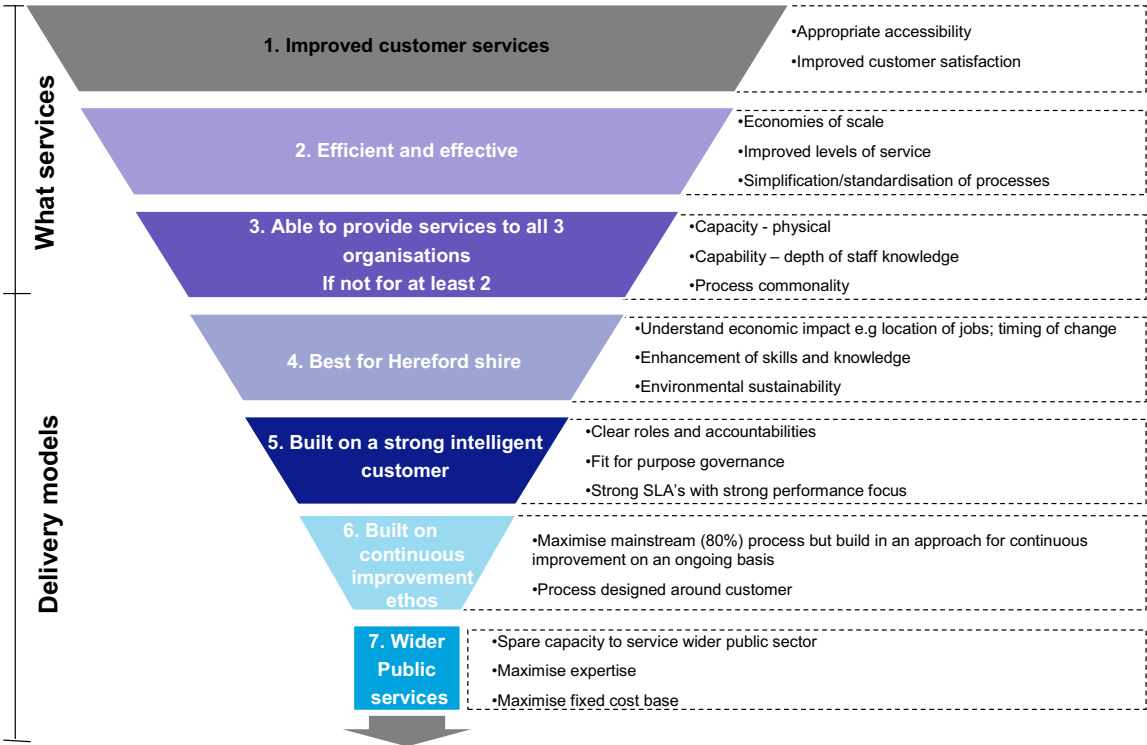 What services
1. Improved customer services
•Appropriate accessibility
•Improved customer satisfaction
2. Efficient and effective
•Economies of scale
•Improved levels of service
•Simplification/standardisation of processes
3. Able to provide services to all 3
organisations
If not for at least 2
•Capacity - physical
•Capability – depth of staff knowledge
•Process commonality
Delivery models
4. Best for Hereford shire
•Understand economic impact e.g location of jobs; timing of change
•Enhancement of skills and knowledge
•Environmental sustainability
5. Built on a strong intelligent
customer
•Clear roles and accountabilities
•Fit for purpose governance
•Strong SLA's with strong performance focus
6. Built on
continuous
improvement
ethos
•Maximise mainstream (80%) process but build in an approach for continuous
improvement on an ongoing basis
•Process designed around customer
7. Wider
Public
services
•Spare capacity to service wider public sector
•Maximise expertise
•Maximise fixed cost base